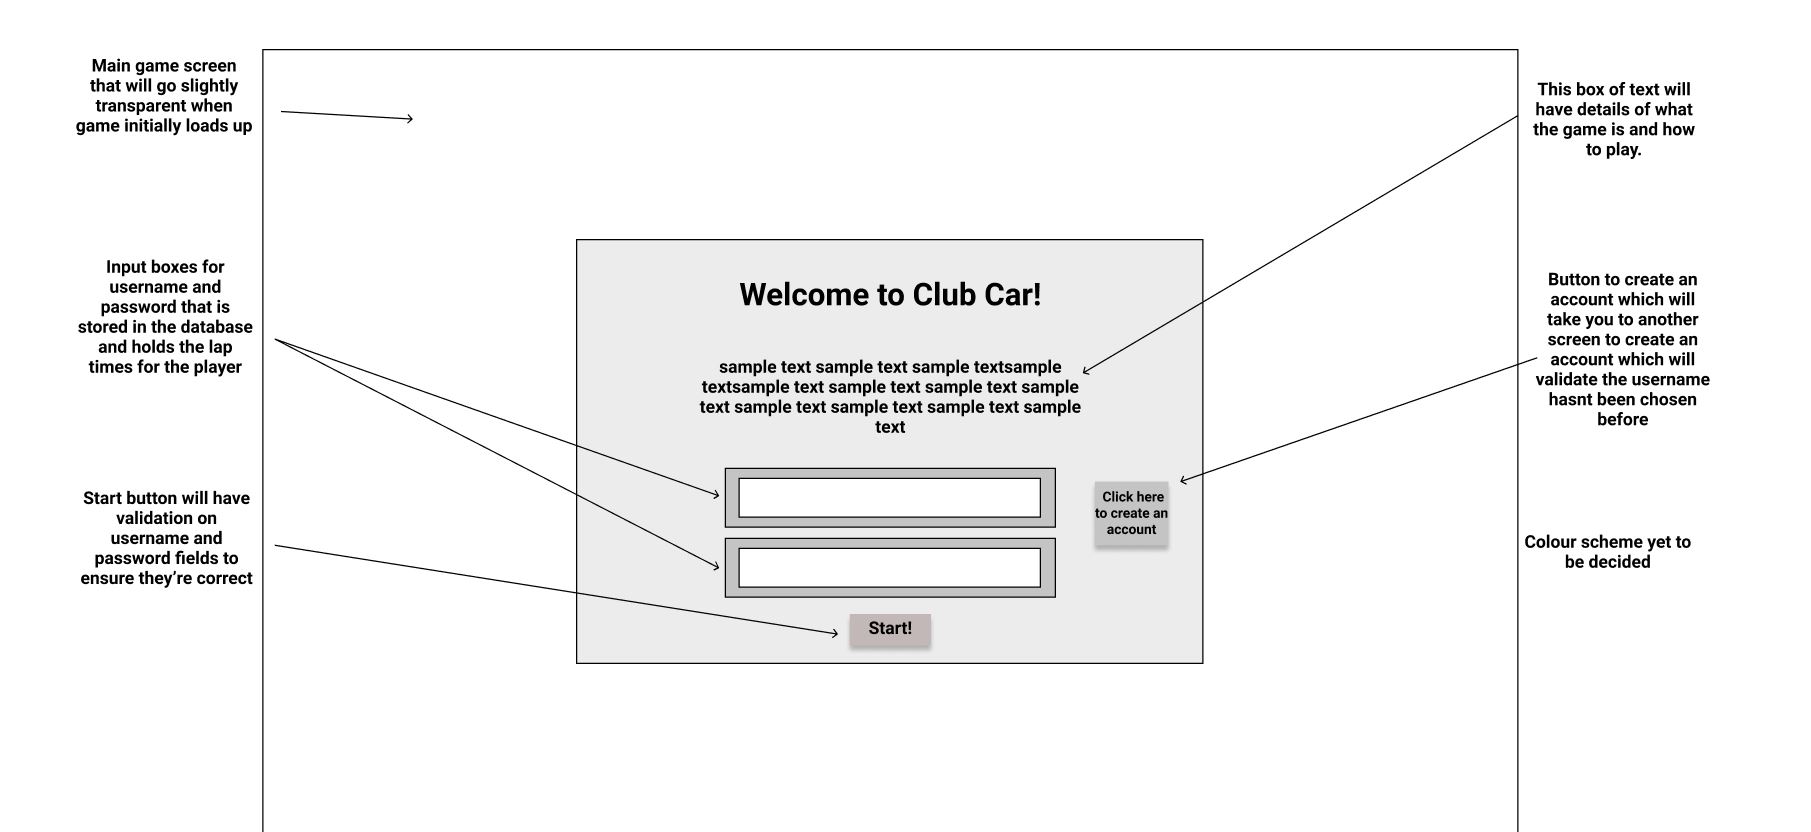 Main game screen
that will go slightly
transparent when
game initially loads up
Input boxes for
username and
password that is
stored in the database
and holds the lap
times for the player
Start button will have
validation on
username and
password fields to
ensure they're correct
Welcome to Club Car!
sample text sample text sample textsample
textsample text sample text sample text sample
text sample text sample text sample text sample
text
Click here
to create an
account
Start!
This box of text will
have details of what
the game is and how
to play.
Button to create an
account which will
take you to another
screen to create an
account which will
validate the username
hasnt been chosen
before
Colour scheme yet to
be decided